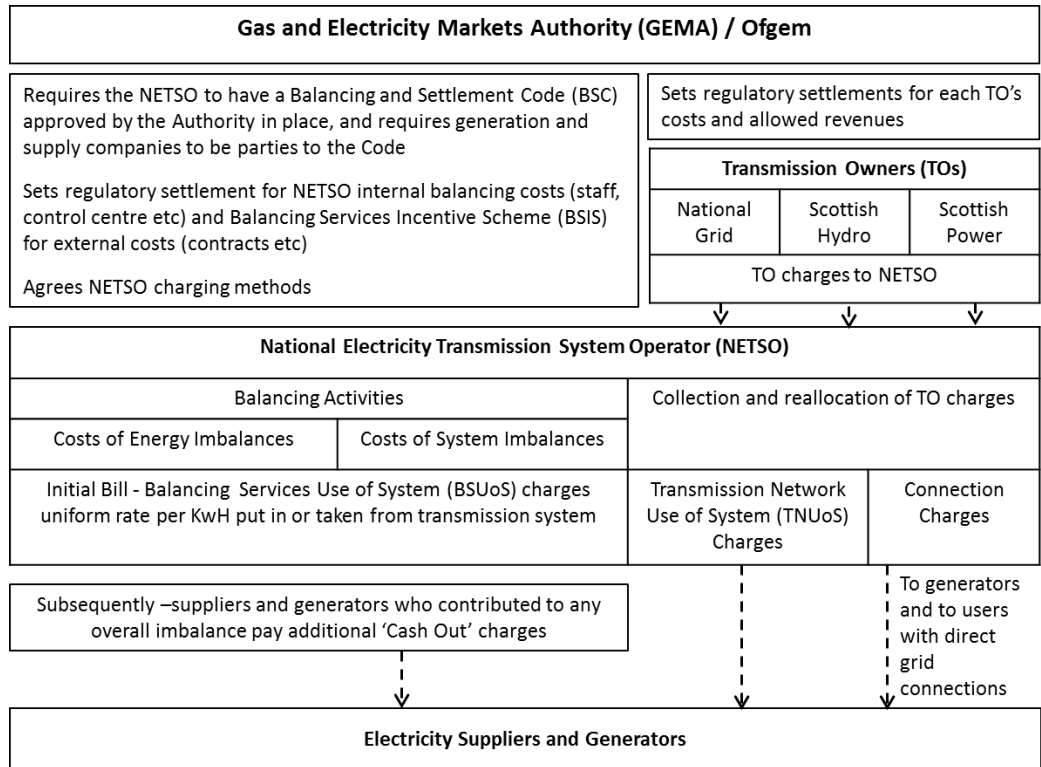 Gas and Electricity Markets Authority (GEMA) / Ofgem
Requires the NETSO to have a Balancing and Settlement Code (BSC)
approved by the Authority in place, and requires generation and
supply companies to be parties to the Code
Sets regulatory settlement for NETSO internal balancing costs (staff,
control centre etc) and Balancing Services Incentive Scheme (BSIS)
for external costs (contracts etc)
Agrees NETSO charging methods
Sets regulatory settlements for each TO’s
costs and allowed revenues
Transmission Owners (TOs)
National
Grid
Scottish
Hydro
Scottish
Power
TO charges to NETSO
National Electricity Transmission System Operator (NETSO)
Balancing Activities
Collection and reallocation of TO charges
Costs of Energy Imbalances
Costs of System Imbalances
Initial Bill - Balancing Services Use of System (BSUoS) charges
uniform rate per KwH put in or taken from transmission system
Transmission Network
Use of System (TNUoS)
Charges
Connection
Charges
Subsequently –suppliers and generators who contributed to any
overall imbalance pay additional ‘Cash Out’ charges
To generators
and to users
with direct
grid
connections
Electricity Suppliers and Generators